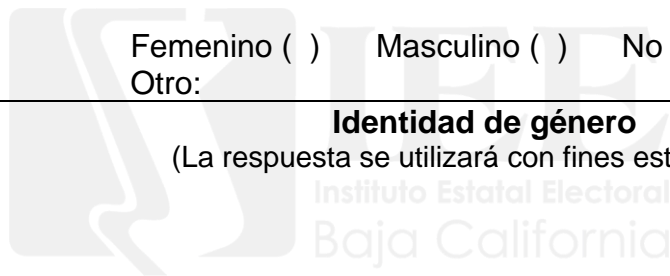 Femenino ( ) Masculino ( ) No
Otro:
Identidad de género
(La respuesta se utilizará con fines est
IEE
Instituto Estatal Electoral
Baja California